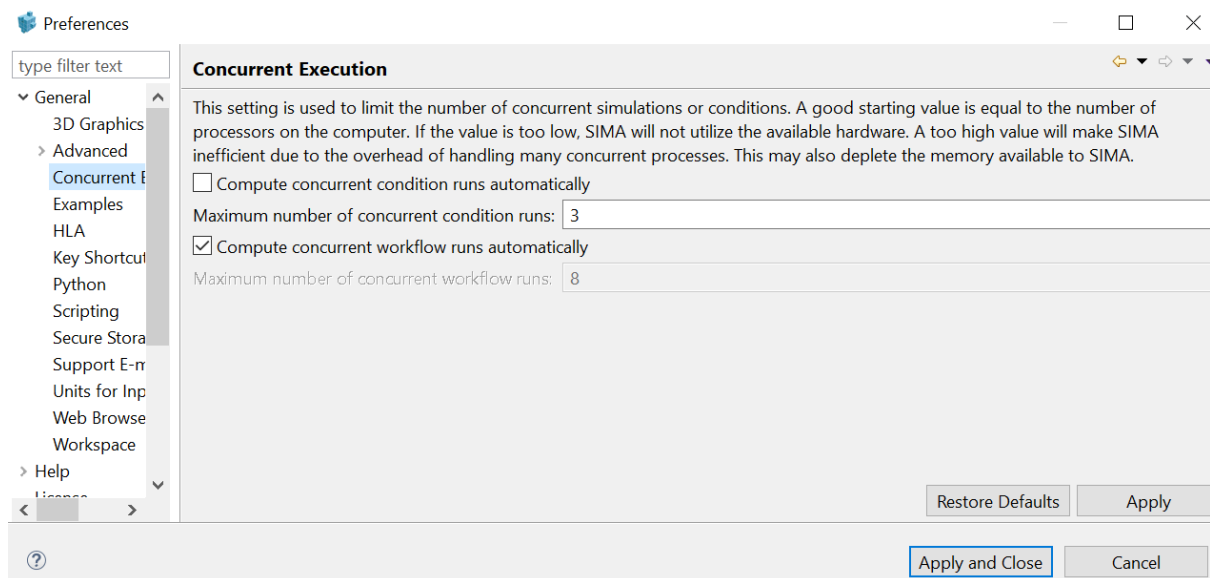 Preferences
type filter text
General
3D Graphics
Advanced
Concurrent E
Examples
HLA
Key Shortcut
Python
Scripting
Secure Stora
Support E-m
Units for Inp
Web Browse
Workspace
Help
License
Concurrent Execution
This setting is used to limit the number of concurrent simulations or conditions. A good starting value is equal to the number of
processors on the computer. If the value is too low, SIMA will not utilize the available hardware. A too high value will make SIMA
inefficient due to the overhead of handling many concurrent processes. This may also deplete the memory available to SIMA.
Compute concurrent condition runs automatically
Maximum number of concurrent condition runs: 3
Compute concurrent workflow runs automatically
Maximum number of concurrent workflow runs: 8
Restore Defaults Apply
Apply and Close Cancel